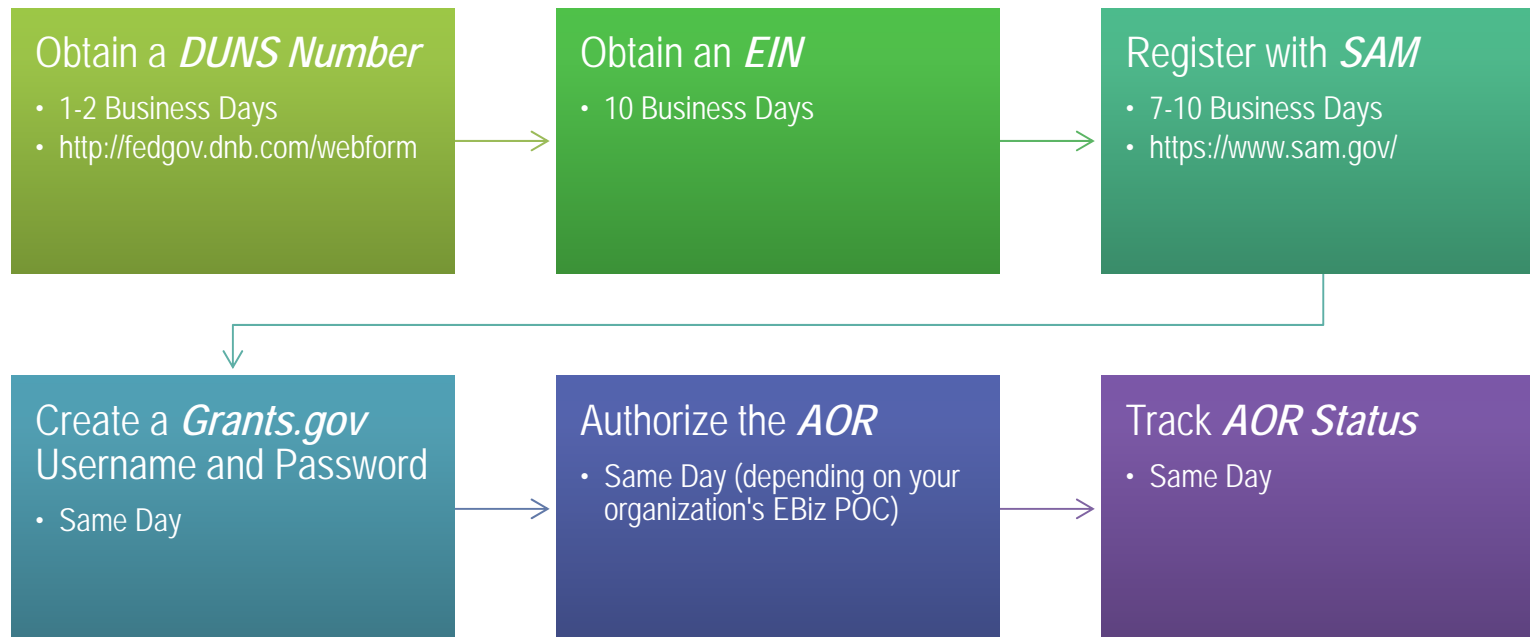 Obtain a DUNS Number
• 1-2 Business Days
• http://fedgov.dnb.com/webform
Obtain an EIN
• 10 Business Days
Register with SAM
• 7-10 Business Days
• https://www.sam.gov/
Create a Grants.gov
Username and Password
• Same Day
Authorize the AOR
• Same Day (depending on your
organization's EBiz POC)
Track AOR Status
• Same Day